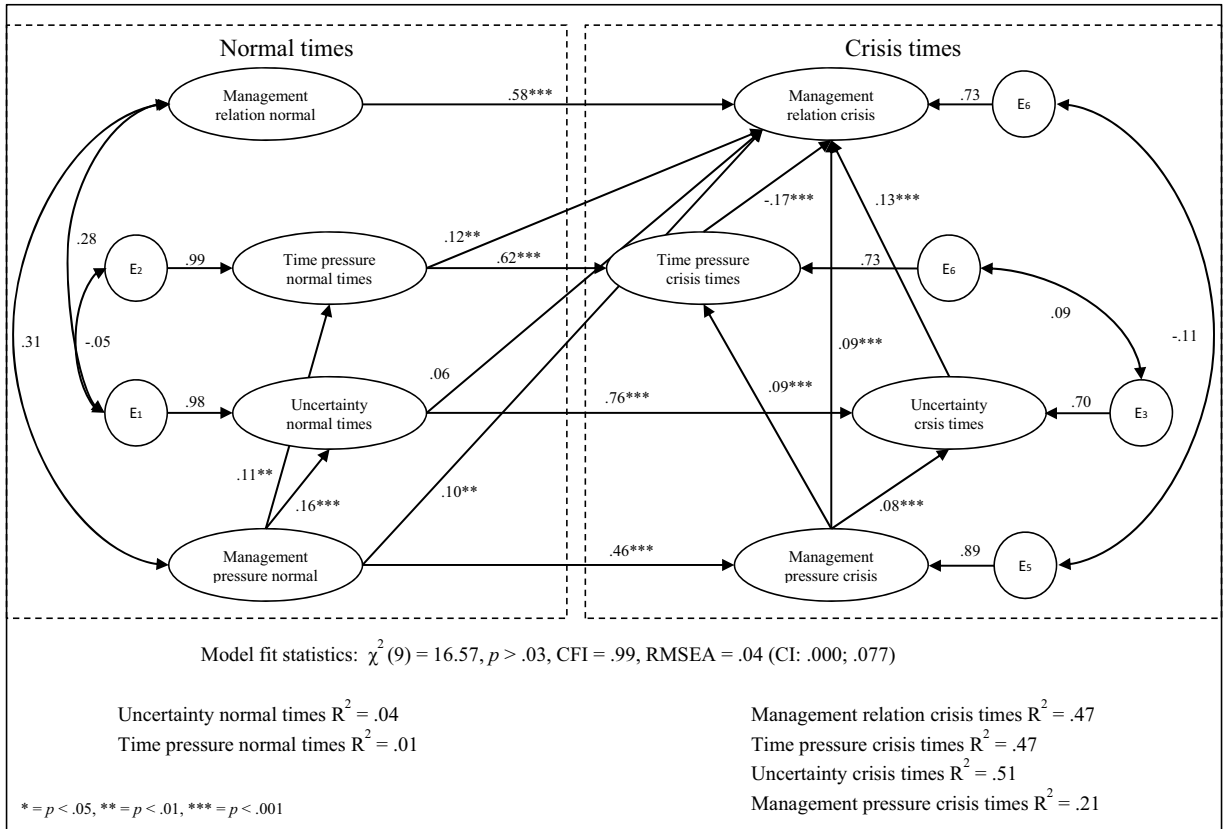 Normal times
Crisis times
Management
relation normal
.58***
Management
relation crisis
.73
E6
.28
-.17***
.13***
E2
.99
Time pressure
normal times
.12**
.62***
Time pressure
crisis times
.73
E6
.09
.31
-.05
.09***
-.11
.06
.09***
E1
.98
Uncertainty
normal times
.76***
Uncertainty
crsis times
.70
E3
.11**
.16***
.10**
.08***
Management
pressure normal
.46***
Management
pressure crisis
.89
E5
Model fit statistics: χ² (9) = 16.57, p > .03, CFI = .99, RMSEA = .04 (CI: .000; .077)
Uncertainty normal times R² = .04
Time pressure normal times R² = .01
Management relation crisis times R² = .47
Time pressure crisis times R² = .47
Uncertainty crisis times R² = .51
Management pressure crisis times R² = .21
* = p < .05, ** = p < .01, *** = p < .001